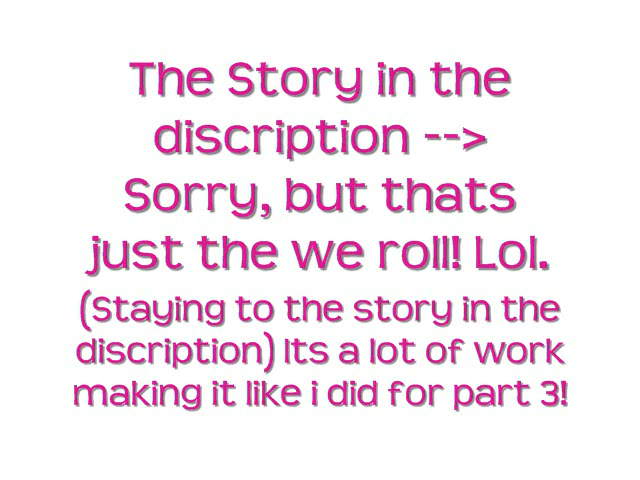 The Story in the
discription -->
Sorry, but thats
just the we roll! Lol.
(Staying to the story in the
discription) Its a lot of work
making it like i did for part 3!